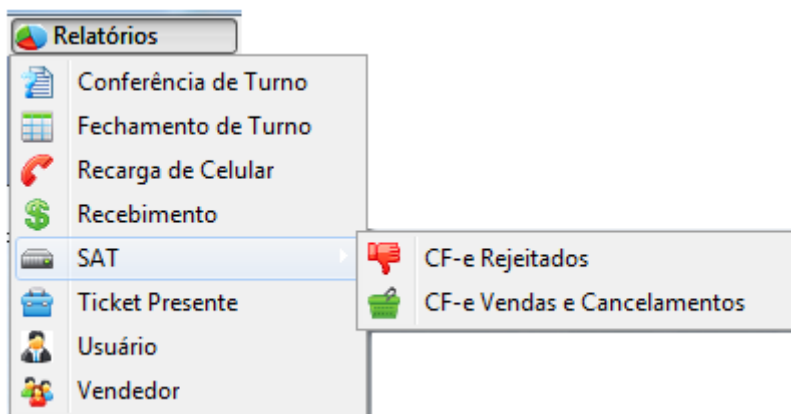 Relatórios
Conferência de Turno
Fechamento de Turno
Recarga de Celular
Recebimento
SAT
CF-e Rejeitados
CF-e Vendas e Cancelamentos
Ticket Presente
Usuário
Vendedor